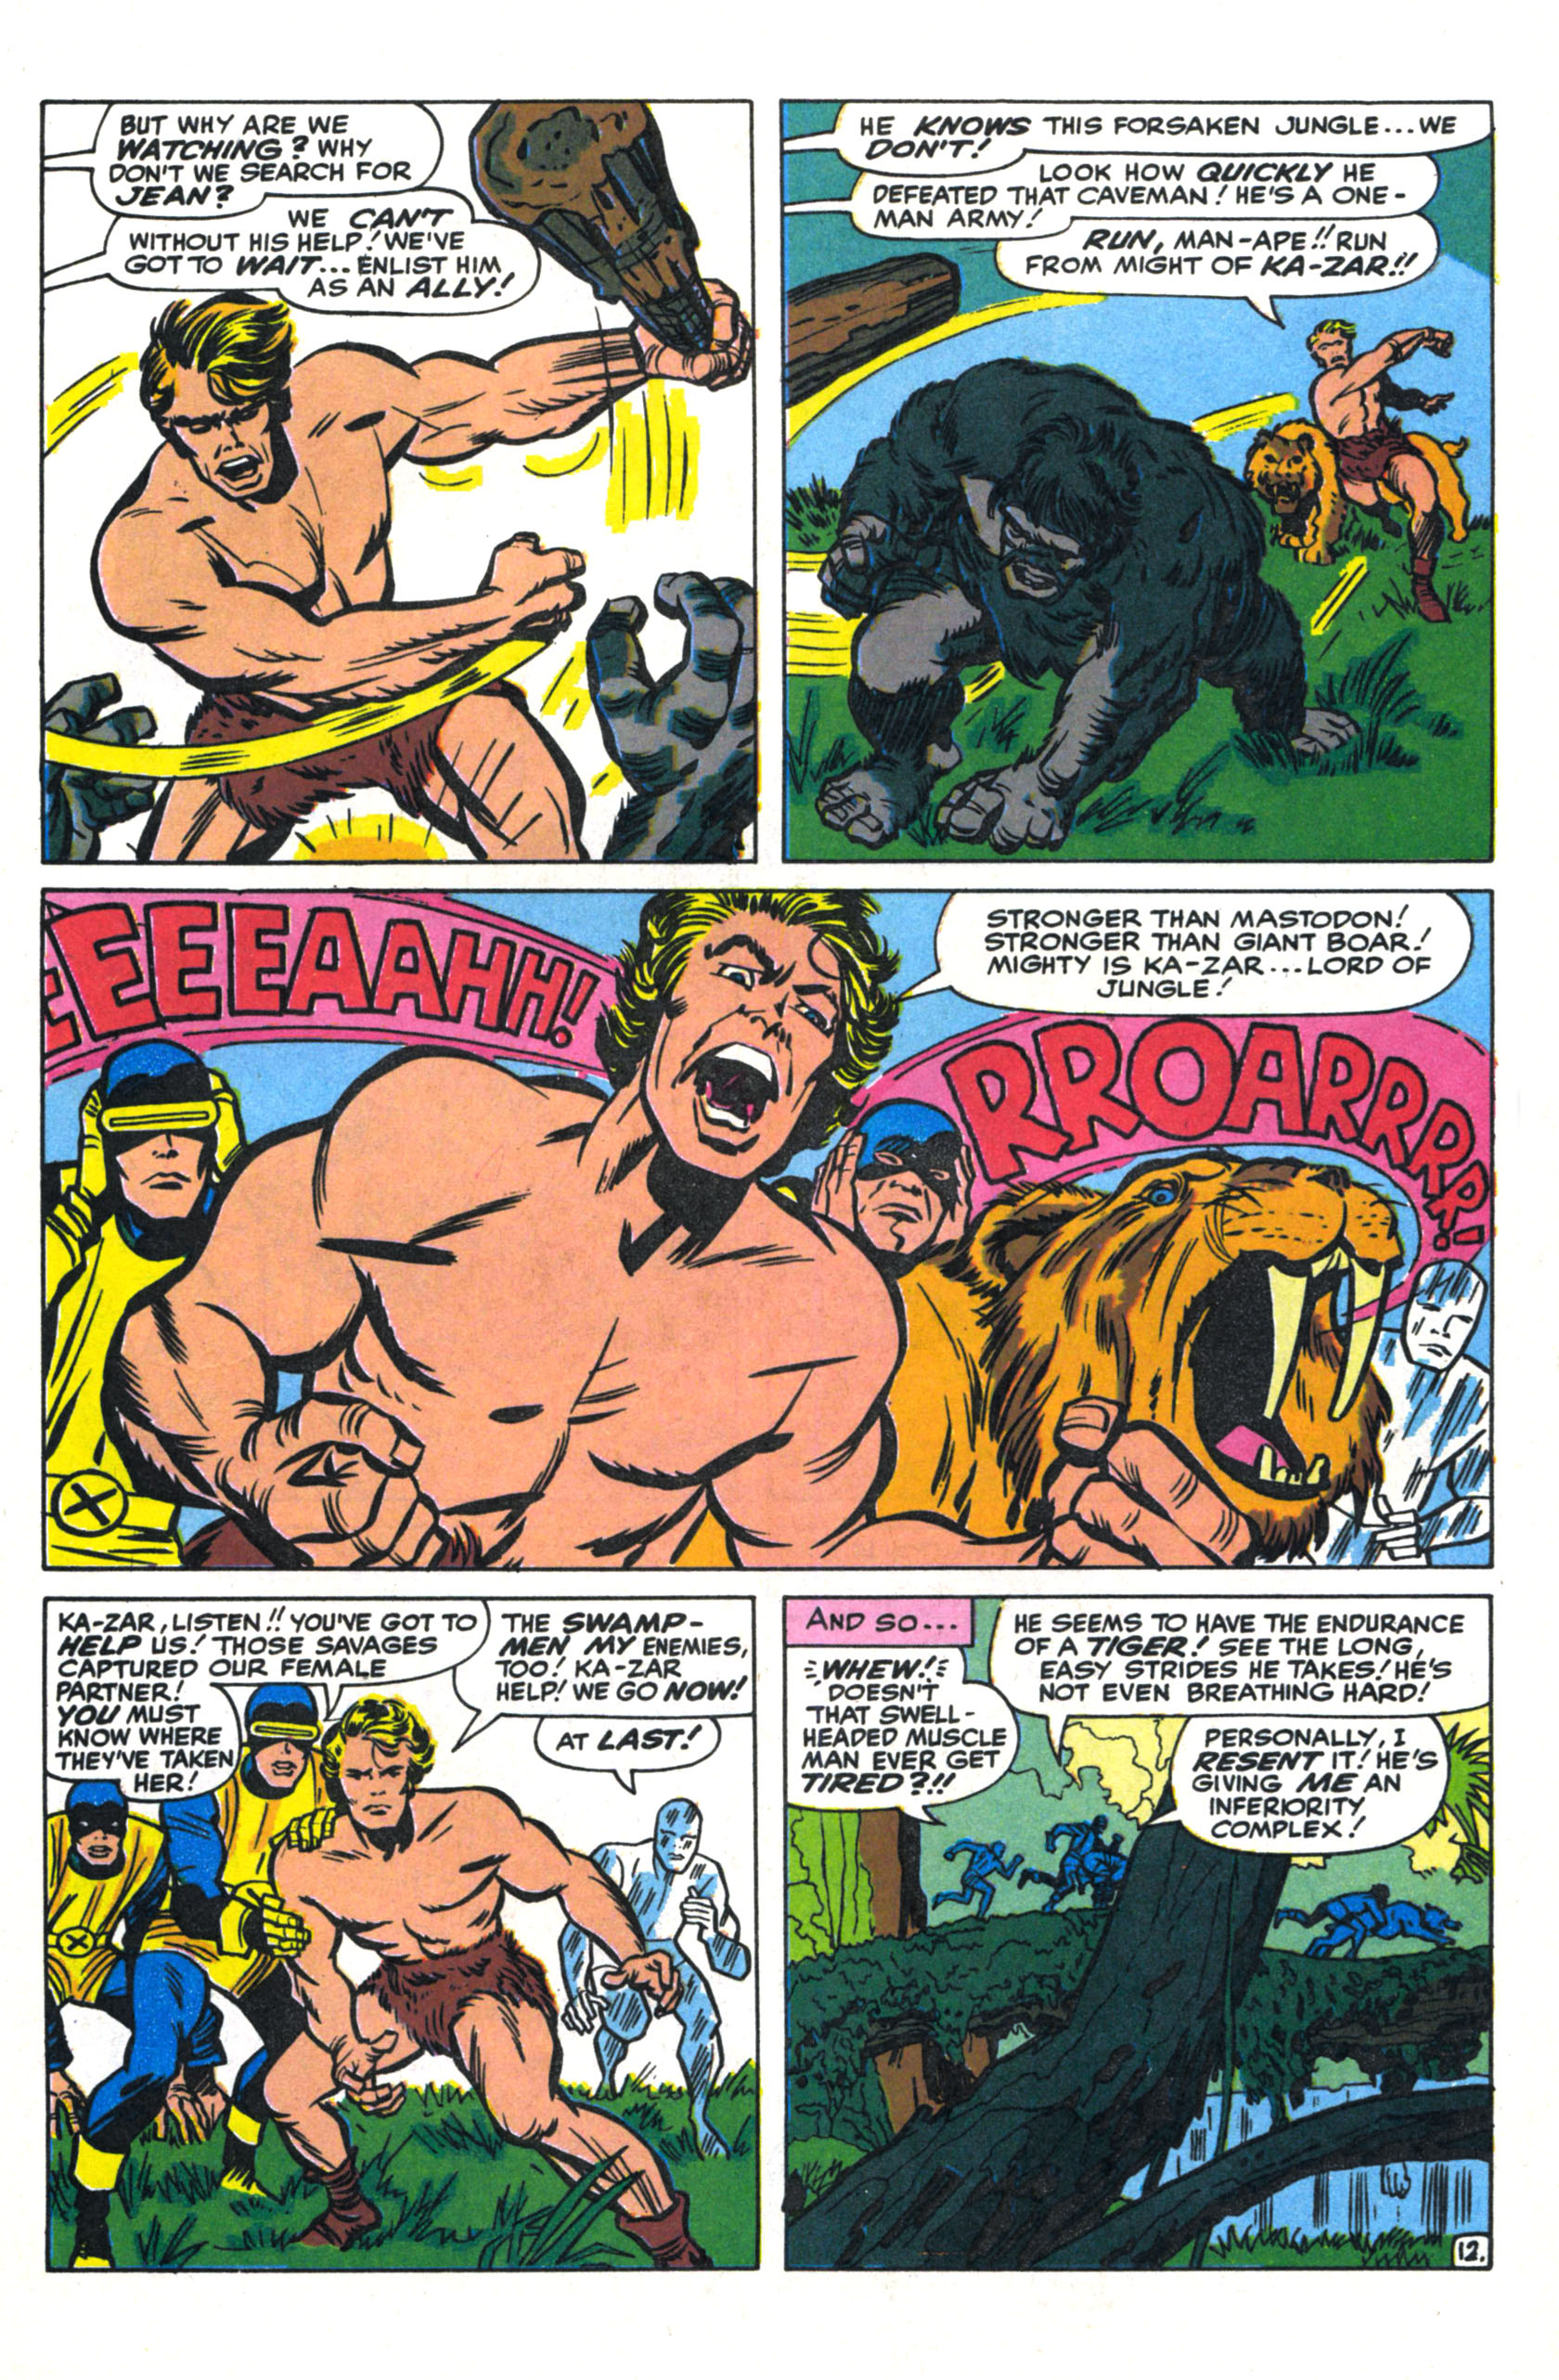 BUT WHY ARE WE
WATCHING? WHY
DON'T WE SEARCH FOR
JEAN?
WE CAN'T
WITHOUT HIS HELP! WE'VE
GOT TO WAIT... ENLIST HIM
AS AN ALLY!
HE KNOWS THIS FORSAKEN JUNGLE... WE
DON'T!
LOOK HOW QUICKLY HE
DEFEATED THAT CAVEMAN! HE'S A ONE-
MAN ARMY!
RUN, MAN-APE!! RUN
FROM MIGHT OF KA-ZAR!!
EEEEAAHH!
STRONGER THAN MASTODON!
STRONGER THAN GIANT BOAR!
MIGHTY IS KA-ZAR... LORD OF
JUNGLE!
RROARRRR!
KA-ZAR, LISTEN!! YOU'VE GOT TO
HELP US! THOSE SAVAGES
CAPTURED OUR FEMALE
PARTNER!
YOU MUST
KNOW WHERE
THEY'VE TAKEN
HER!
THE SWAMP-
MEN MY ENEMIES,
TOO! KA-ZAR
HELP! WE GO NOW!
AT LAST!
AND SO...
WHEW!
DOESN'T
THAT SWELL-
HEADED MUSCLE
MAN EVER GET
TIRED?!!
HE SEEMS TO HAVE THE ENDURANCE
OF A TIGER! SEE THE LONG,
EASY STRIDES HE TAKES! HE'S
NOT EVEN BREATHING HARD!
PERSONALLY, I
RESENT IT! HE'S
GIVING ME AN
INFERIORITY
COMPLEX!
12.